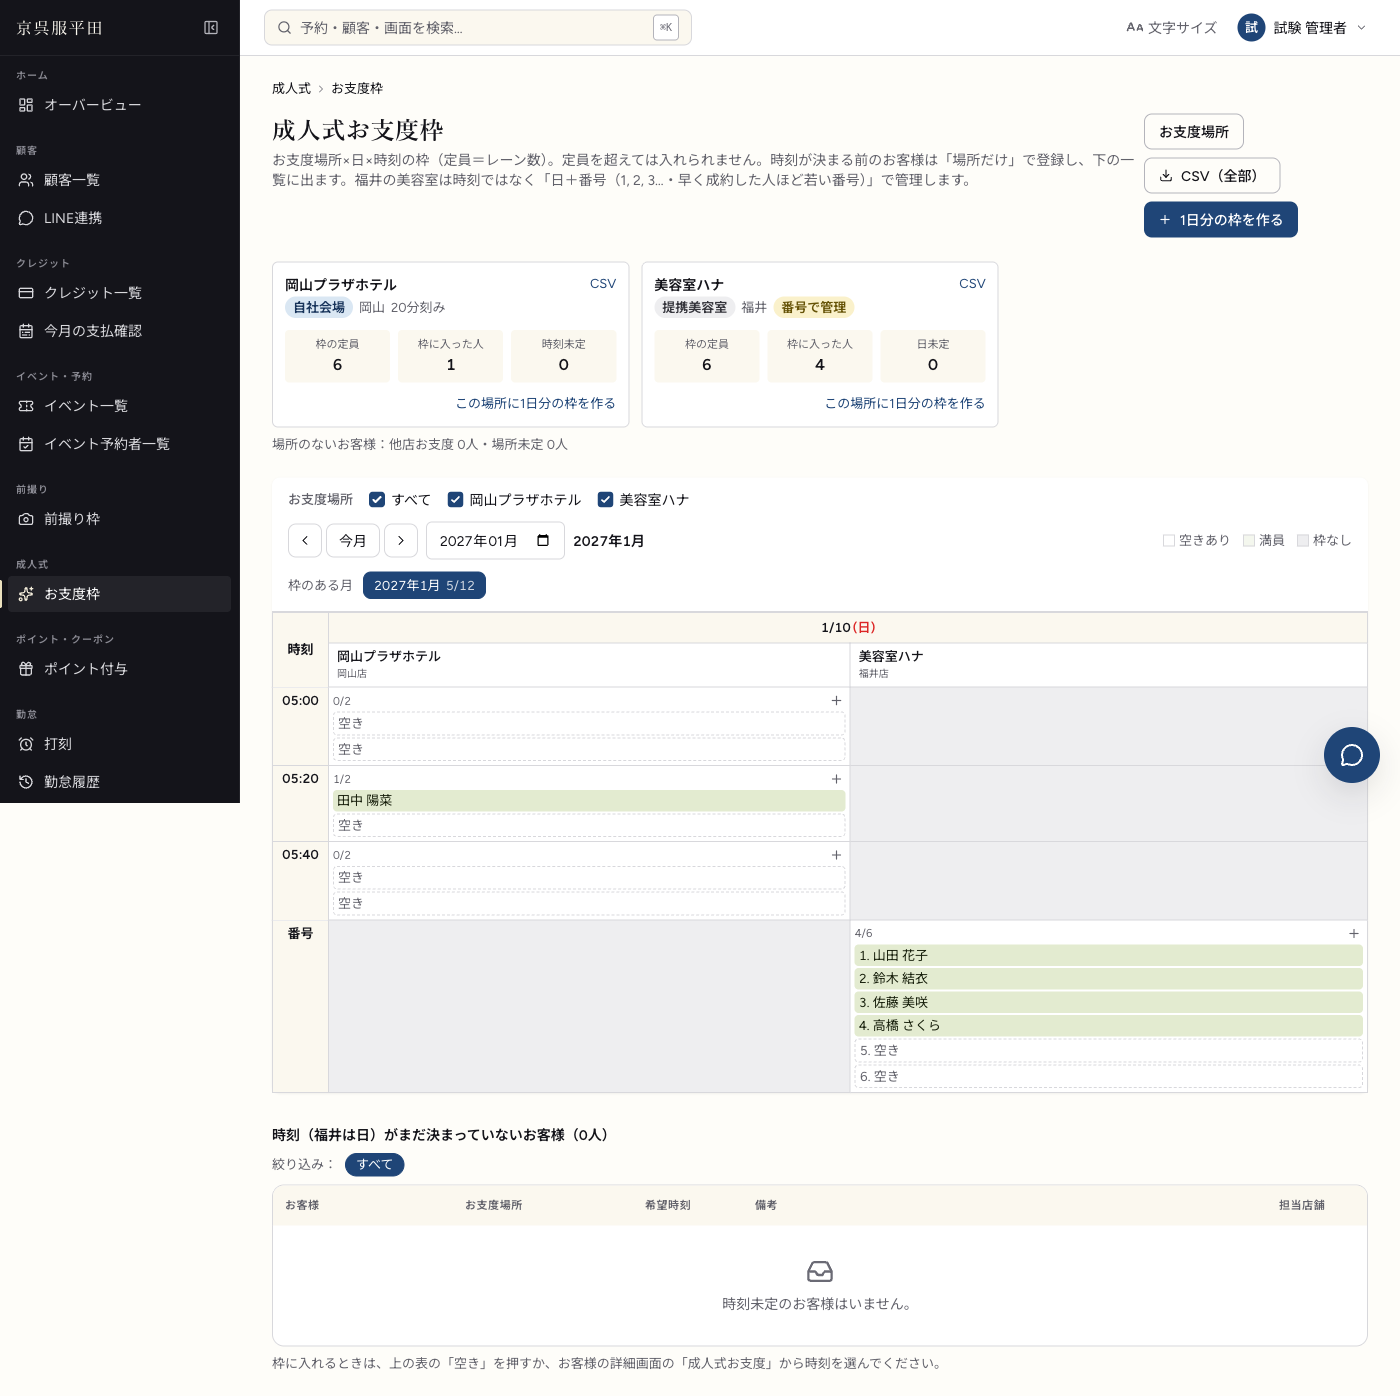 京呉服平田
予約・顧客・画面を検索...
⌘K
Aa 文字サイズ
試
試験 管理者
ホーム
オーバービュー
顧客
顧客一覧
LINE連携
クレジット
クレジット一覧
今月の支払確認
イベント・予約
イベント一覧
イベント予約者一覧
前撮り
前撮り枠
成人式
お支度枠
ポイント・クーポン
ポイント付与
勤怠
打刻
勤怠履歴
成人式 › お支度枠
成人式お支度枠
お支度場所×日×時刻の枠（定員＝レーン数）。定員を超えては入れられません。時刻が決まる前のお客様は「場所だけ」で登録し、下の一
覧に出ます。福井の美容室は時刻ではなく「日＋番号（1, 2, 3…・早く成約した人ほど若い番号）」で管理します。
お支度場所
CSV（全部）
+ 1日分の枠を作る
岡山プラザホテル CSV
自社会場 岡山 20分刻み
枠の定員 枠に入った人 時刻未定
6 1 0
この場所に1日分の枠を作る
美容室ハナ CSV
提携美容室 福井 番号で管理
枠の定員 枠に入った人 日未定
6 4 0
この場所に1日分の枠を作る
場所のないお客様：他店お支度 0人・場所未定 0人
お支度場所 すべて 岡山プラザホテル 美容室ハナ
‹ 今月 › 2027年01月 2027年1月 空きあり 満員 枠なし
枠のある月 2027年1月 5/12
時刻 1/10(日)
岡山プラザホテル 美容室ハナ
岡山店 福井店
05:00 0/2 +
空き
空き
05:20 1/2 +
田中 陽菜
空き
05:40 0/2 +
空き
空き
番号 4/6 +
1. 山田 花子
2. 鈴木 結衣
3. 佐藤 美咲
4. 高橋 さくら
5. 空き
6. 空き
時刻（福井は日）がまだ決まっていないお客様（0人）
絞り込み： すべて
お客様 お支度場所 希望時刻 備考 担当店舗
時刻未定のお客様はいません。
枠に入れるときは、上の表の「空き」を押すか、お客様の詳細画面の「成人式お支度」から時刻を選んでください。